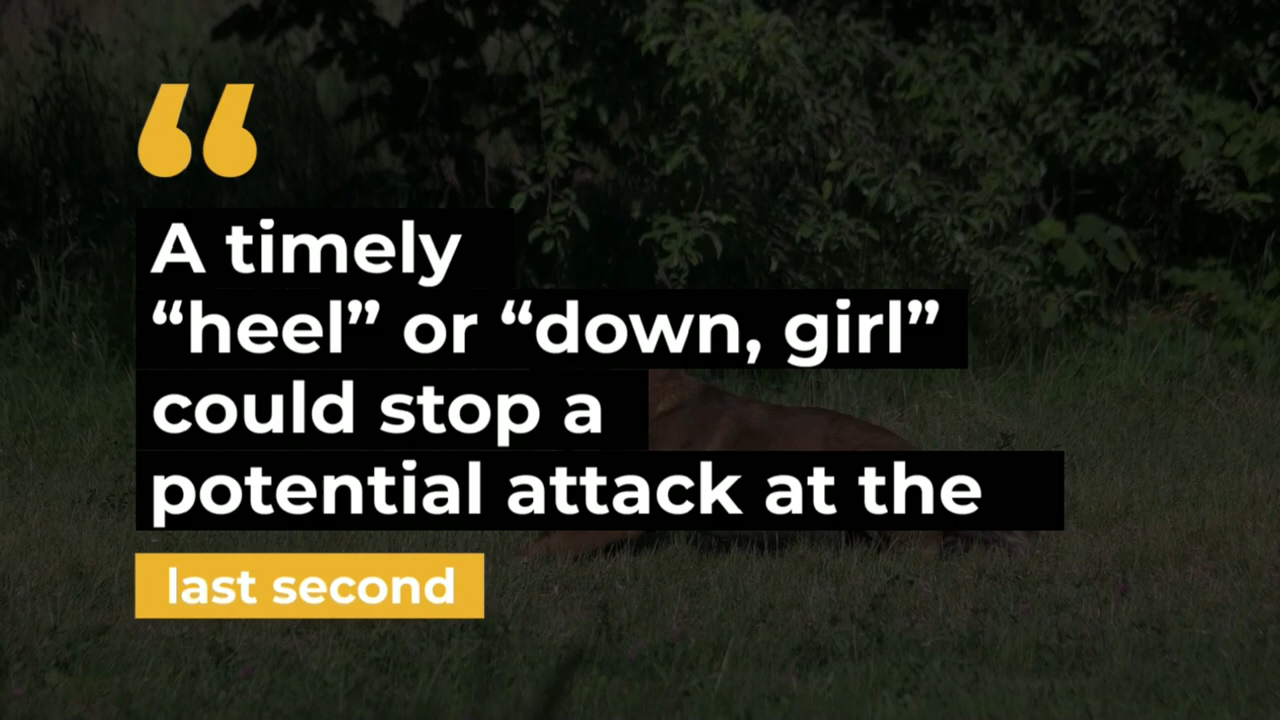 “
A timely
“heel” or “down, girl”
could stop a
potential attack at the
last second